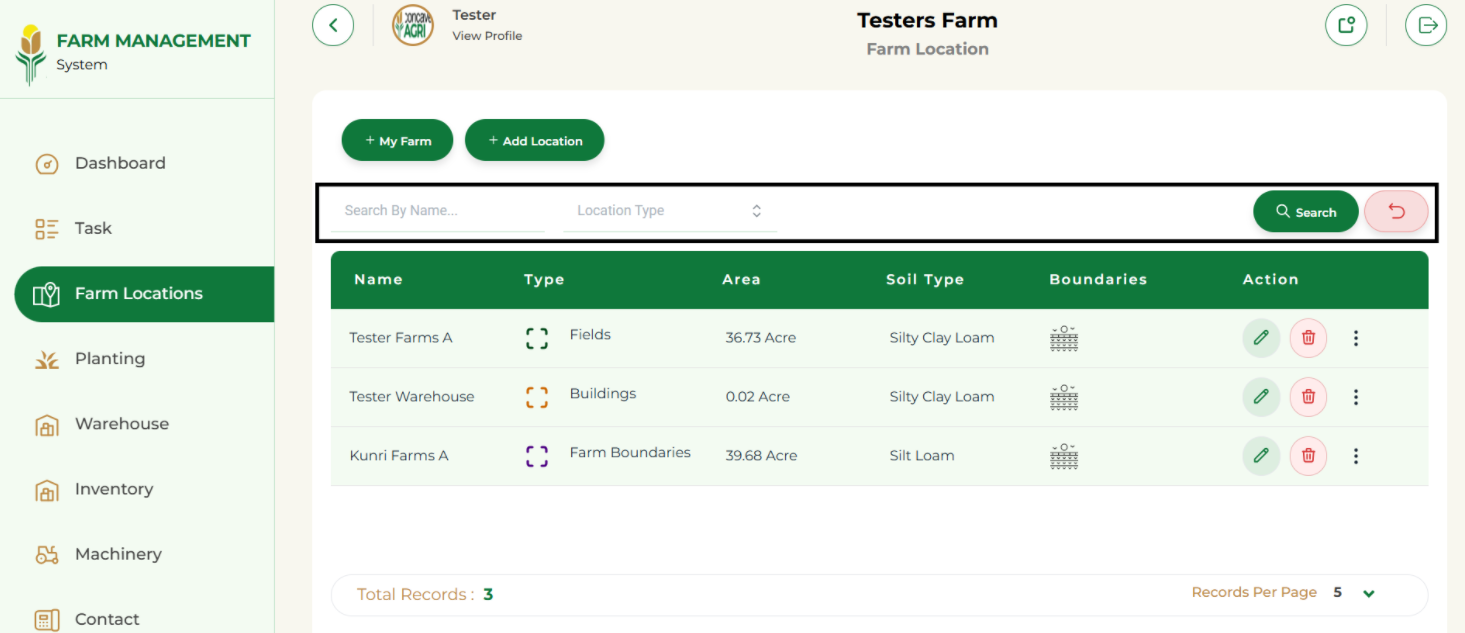 FARM MANAGEMENT
System
Dashboard
Task
Farm Locations
Planting
Warehouse
Inventory
Machinery
Contact
concave
AGRI
Tester
View Profile
Testers Farm
Farm Location
+ My Farm
+ Add Location
Search By Name...
Location Type
Search
Name Type Area Soil Type Boundaries Action
Tester Farms A Fields 36.73 Acre Silty Clay Loam
Tester Warehouse Buildings 0.02 Acre Silty Clay Loam
Kunri Farms A Farm Boundaries 39.68 Acre Silt Loam
Total Records : 3
Records Per Page 5